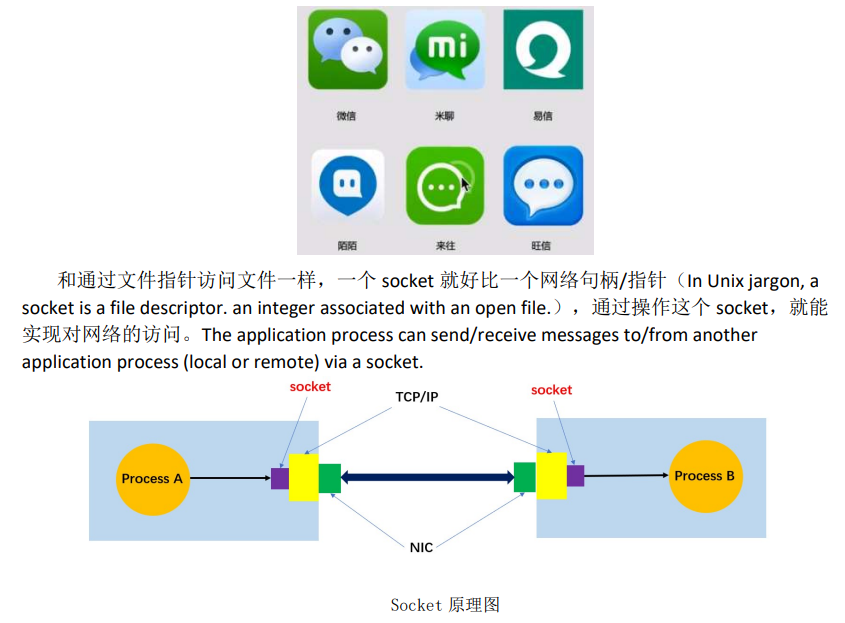 mi
微信 米聊 易信
陌陌 来往 旺信
和通过文件指针访问文件一样，一个 socket 就好比一个网络句柄/指针（In Unix jargon, a
socket is a file descriptor. an integer associated with an open file.），通过操作这个 socket，就能
实现对网络的访问。The application process can send/receive messages to/from another
application process (local or remote) via a socket.
socket TCP/IP socket
Process A Process B
NIC
Socket 原理图